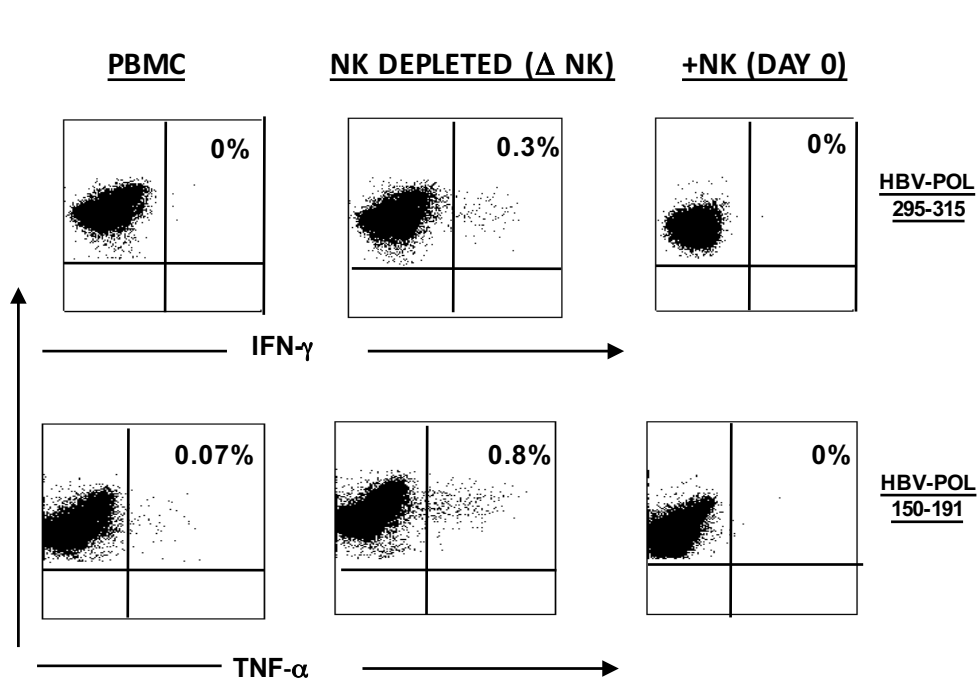 PBMC
NK DEPLETED (Δ NK)
+NK (DAY 0)
0%
0.3%
0%
HBV-POL
295-315
IFN-γ
0.07%
0.8%
0%
HBV-POL
150-191
TNF-α